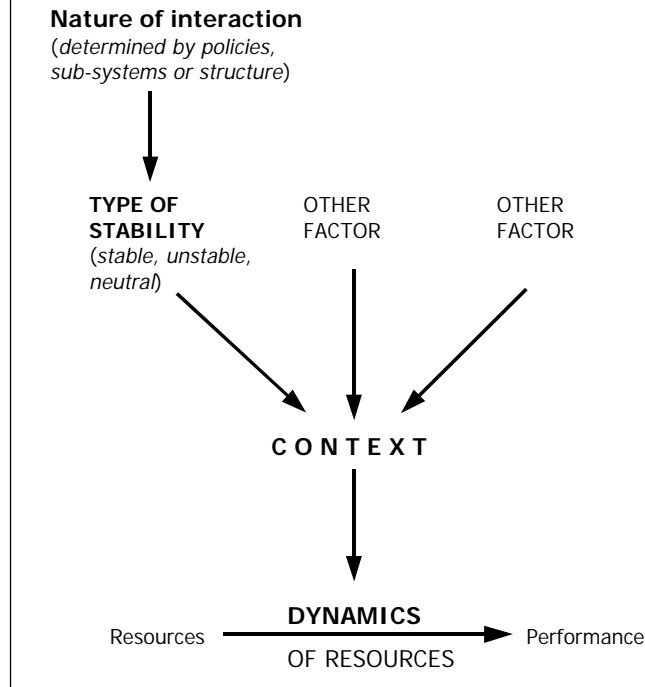 Nature of interaction
(determined by policies,
sub-systems or structure)
TYPE OF
STABILITY
(stable, unstable,
neutral)
OTHER
FACTOR
OTHER
FACTOR
CONTEXT
DYNAMICS
Resources
Performance
OF RESOURCES